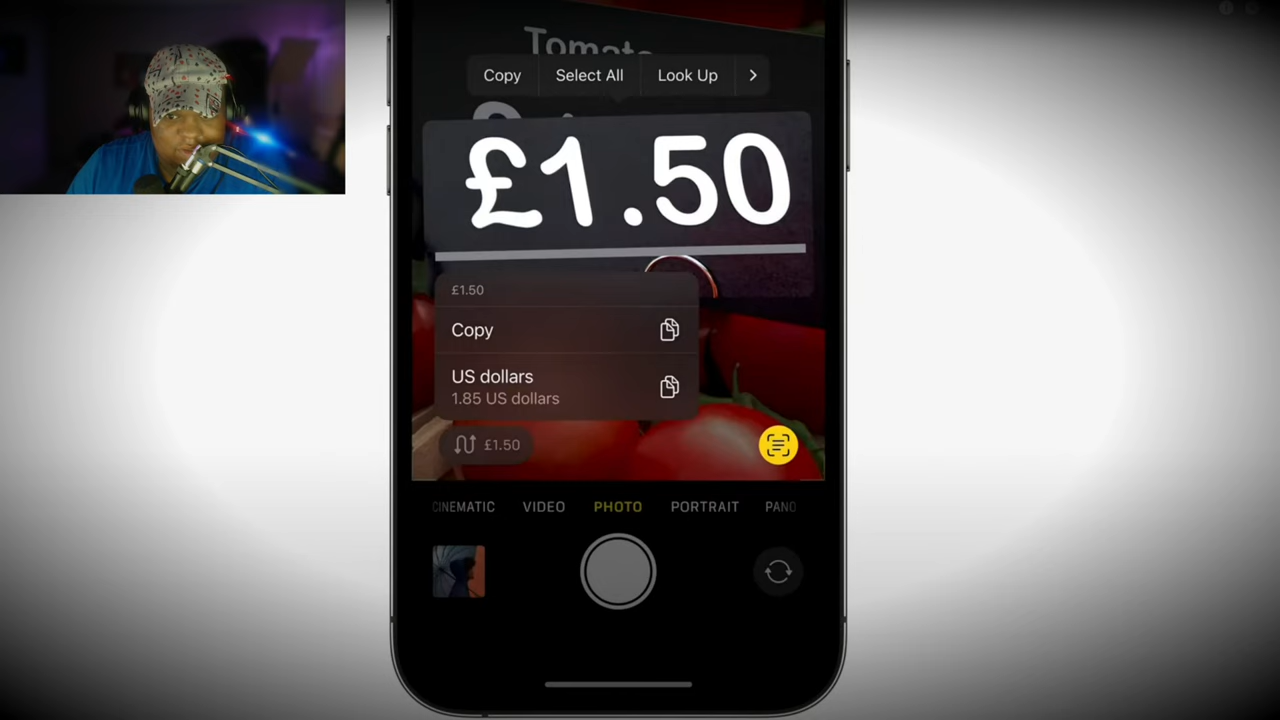 Copy
Select All
Look Up
£1.50
£1.50
Copy
US dollars
1.85 US dollars
£1.50
CINEMATIC
VIDEO
PHOTO
PORTRAIT
PANO